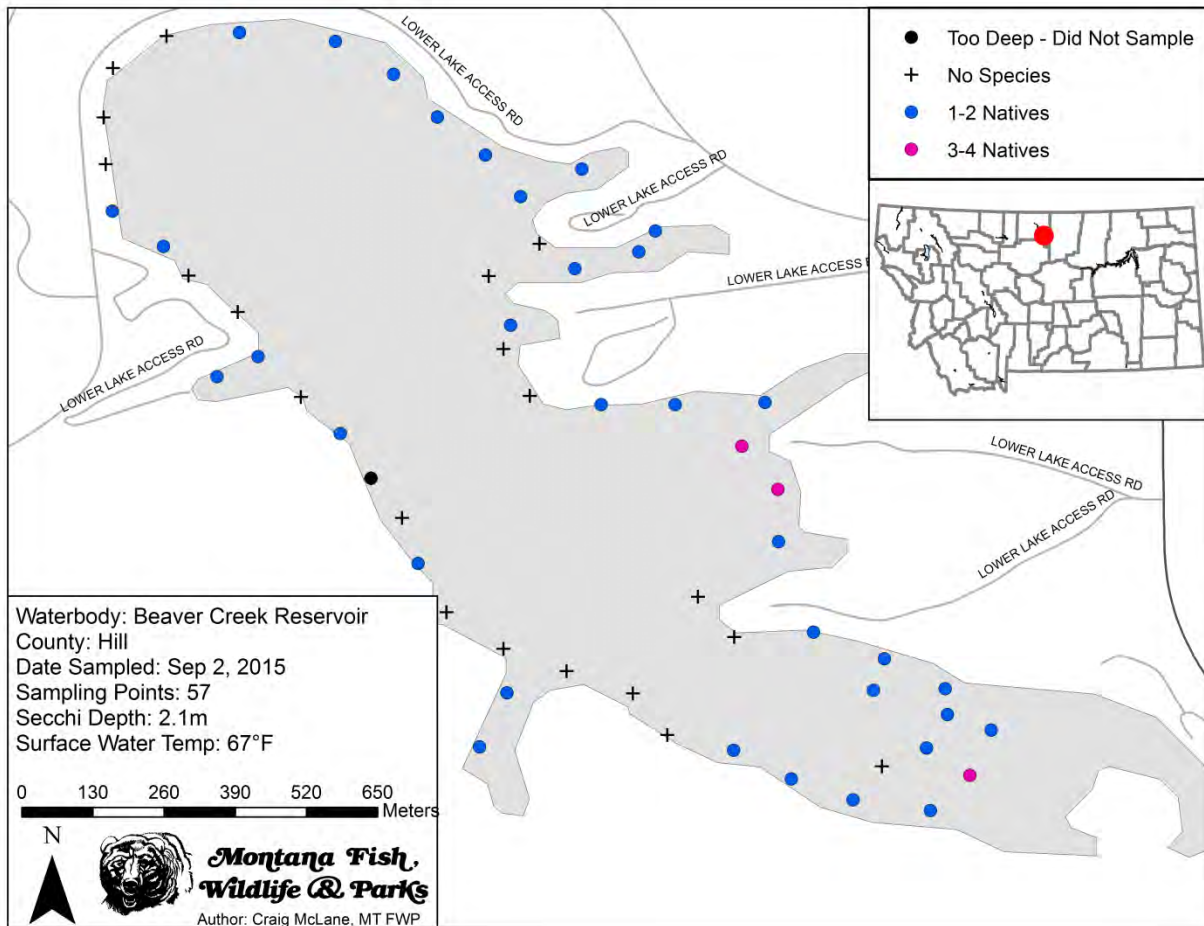 LOWER LAKE ACCESS RD
LOWER LAKE ACCESS RD
LOWER LAKE ACCESS R
LOWER LAKE ACCESS RD
LOWER LAKE ACCESS RD
LOWER LAKE ACCESS RD
Too Deep - Did Not Sample
No Species
1-2 Natives
3-4 Natives
Waterbody: Beaver Creek Reservoir
County: Hill
Date Sampled: Sep 2, 2015
Sampling Points: 57
Secchi Depth: 2.1m
Surface Water Temp: 67°F
0 130 260 390 520 650
Meters
N
Montana Fish,
Wildlife & Parks
Author: Craig McLane, MT FWP